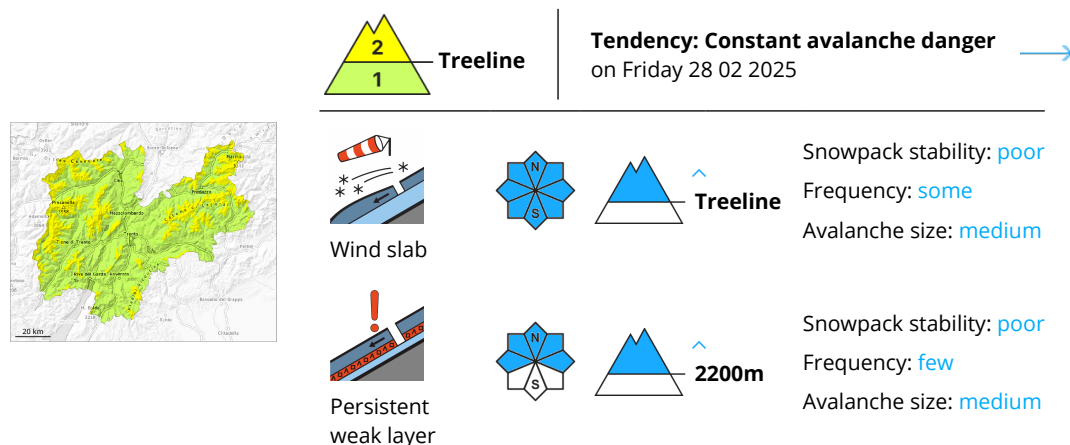 2
Treeline
1
Tendency: Constant avalanche danger
on Friday 28 02 2025
20 km
Wind slab
N
S
Treeline
Snowpack stability: poor
Frequency: some
Avalanche size: medium
Persistent
weak layer
N
S
2200m
Snowpack stability: poor
Frequency: few
Avalanche size: medium